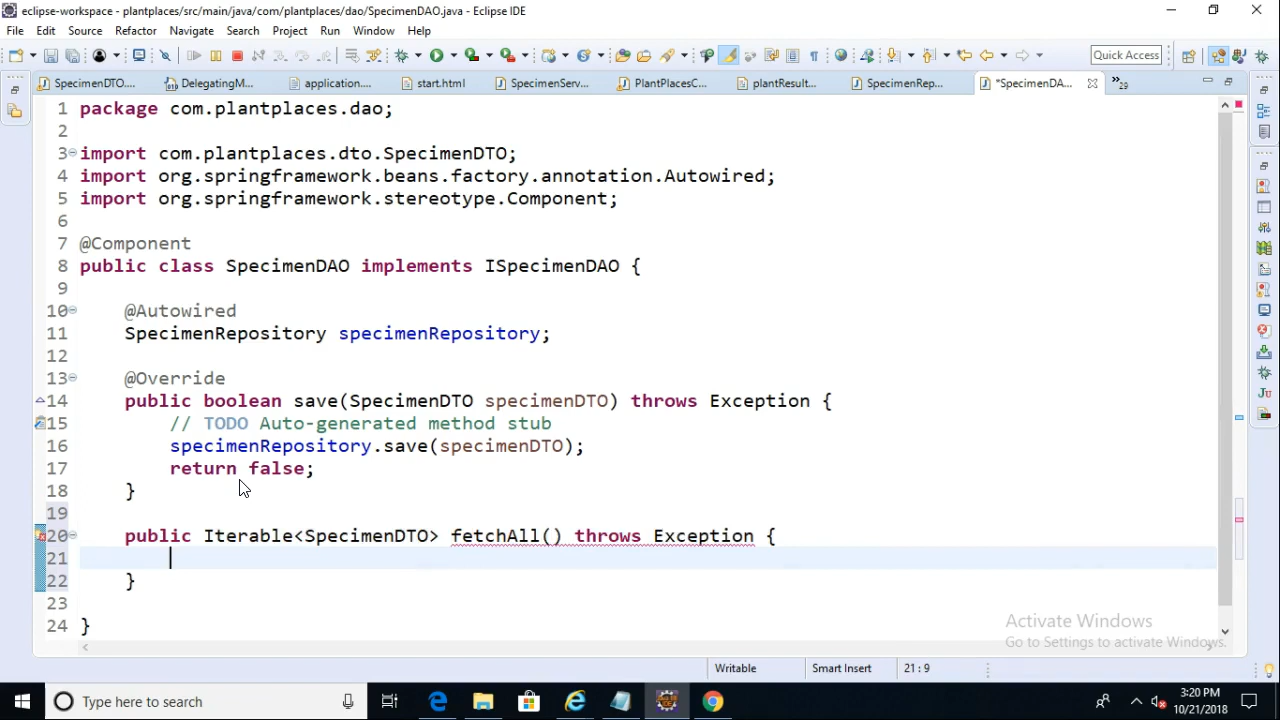 eclipse-workspace - plantplaces/src/main/java/com/plantplaces/dao/SpecimenDAO.java - Eclipse IDE
File Edit Source Refactor Navigate Search Project Run Window Help
Quick Access
SpecimenDTO.... DelegatingM... application.... start.html SpecimenServ... PlantPlacesC... plantResult... SpecimenRep... *SpecimenDA... »29
1 package com.plantplaces.dao;
2
3 import com.plantplaces.dto.SpecimenDTO;
4 import org.springframework.beans.factory.annotation.Autowired;
5 import org.springframework.stereotype.Component;
6
7 @Component
8 public class SpecimenDAO implements ISpecimenDAO {
9
10 @Autowired
11 SpecimenRepository specimenRepository;
12
13 @Override
14 public boolean save(SpecimenDTO specimenDTO) throws Exception {
15 // TODO Auto-generated method stub
16 specimenRepository.save(specimenDTO);
17 return false;
18 }
19
20 public Iterable<SpecimenDTO> fetchAll() throws Exception {
21
22 }
23
24 }
Activate Windows
Go to Settings to activate Windows.
Writable Smart Insert 21 : 9
Type here to search
3:20 PM
10/21/2018